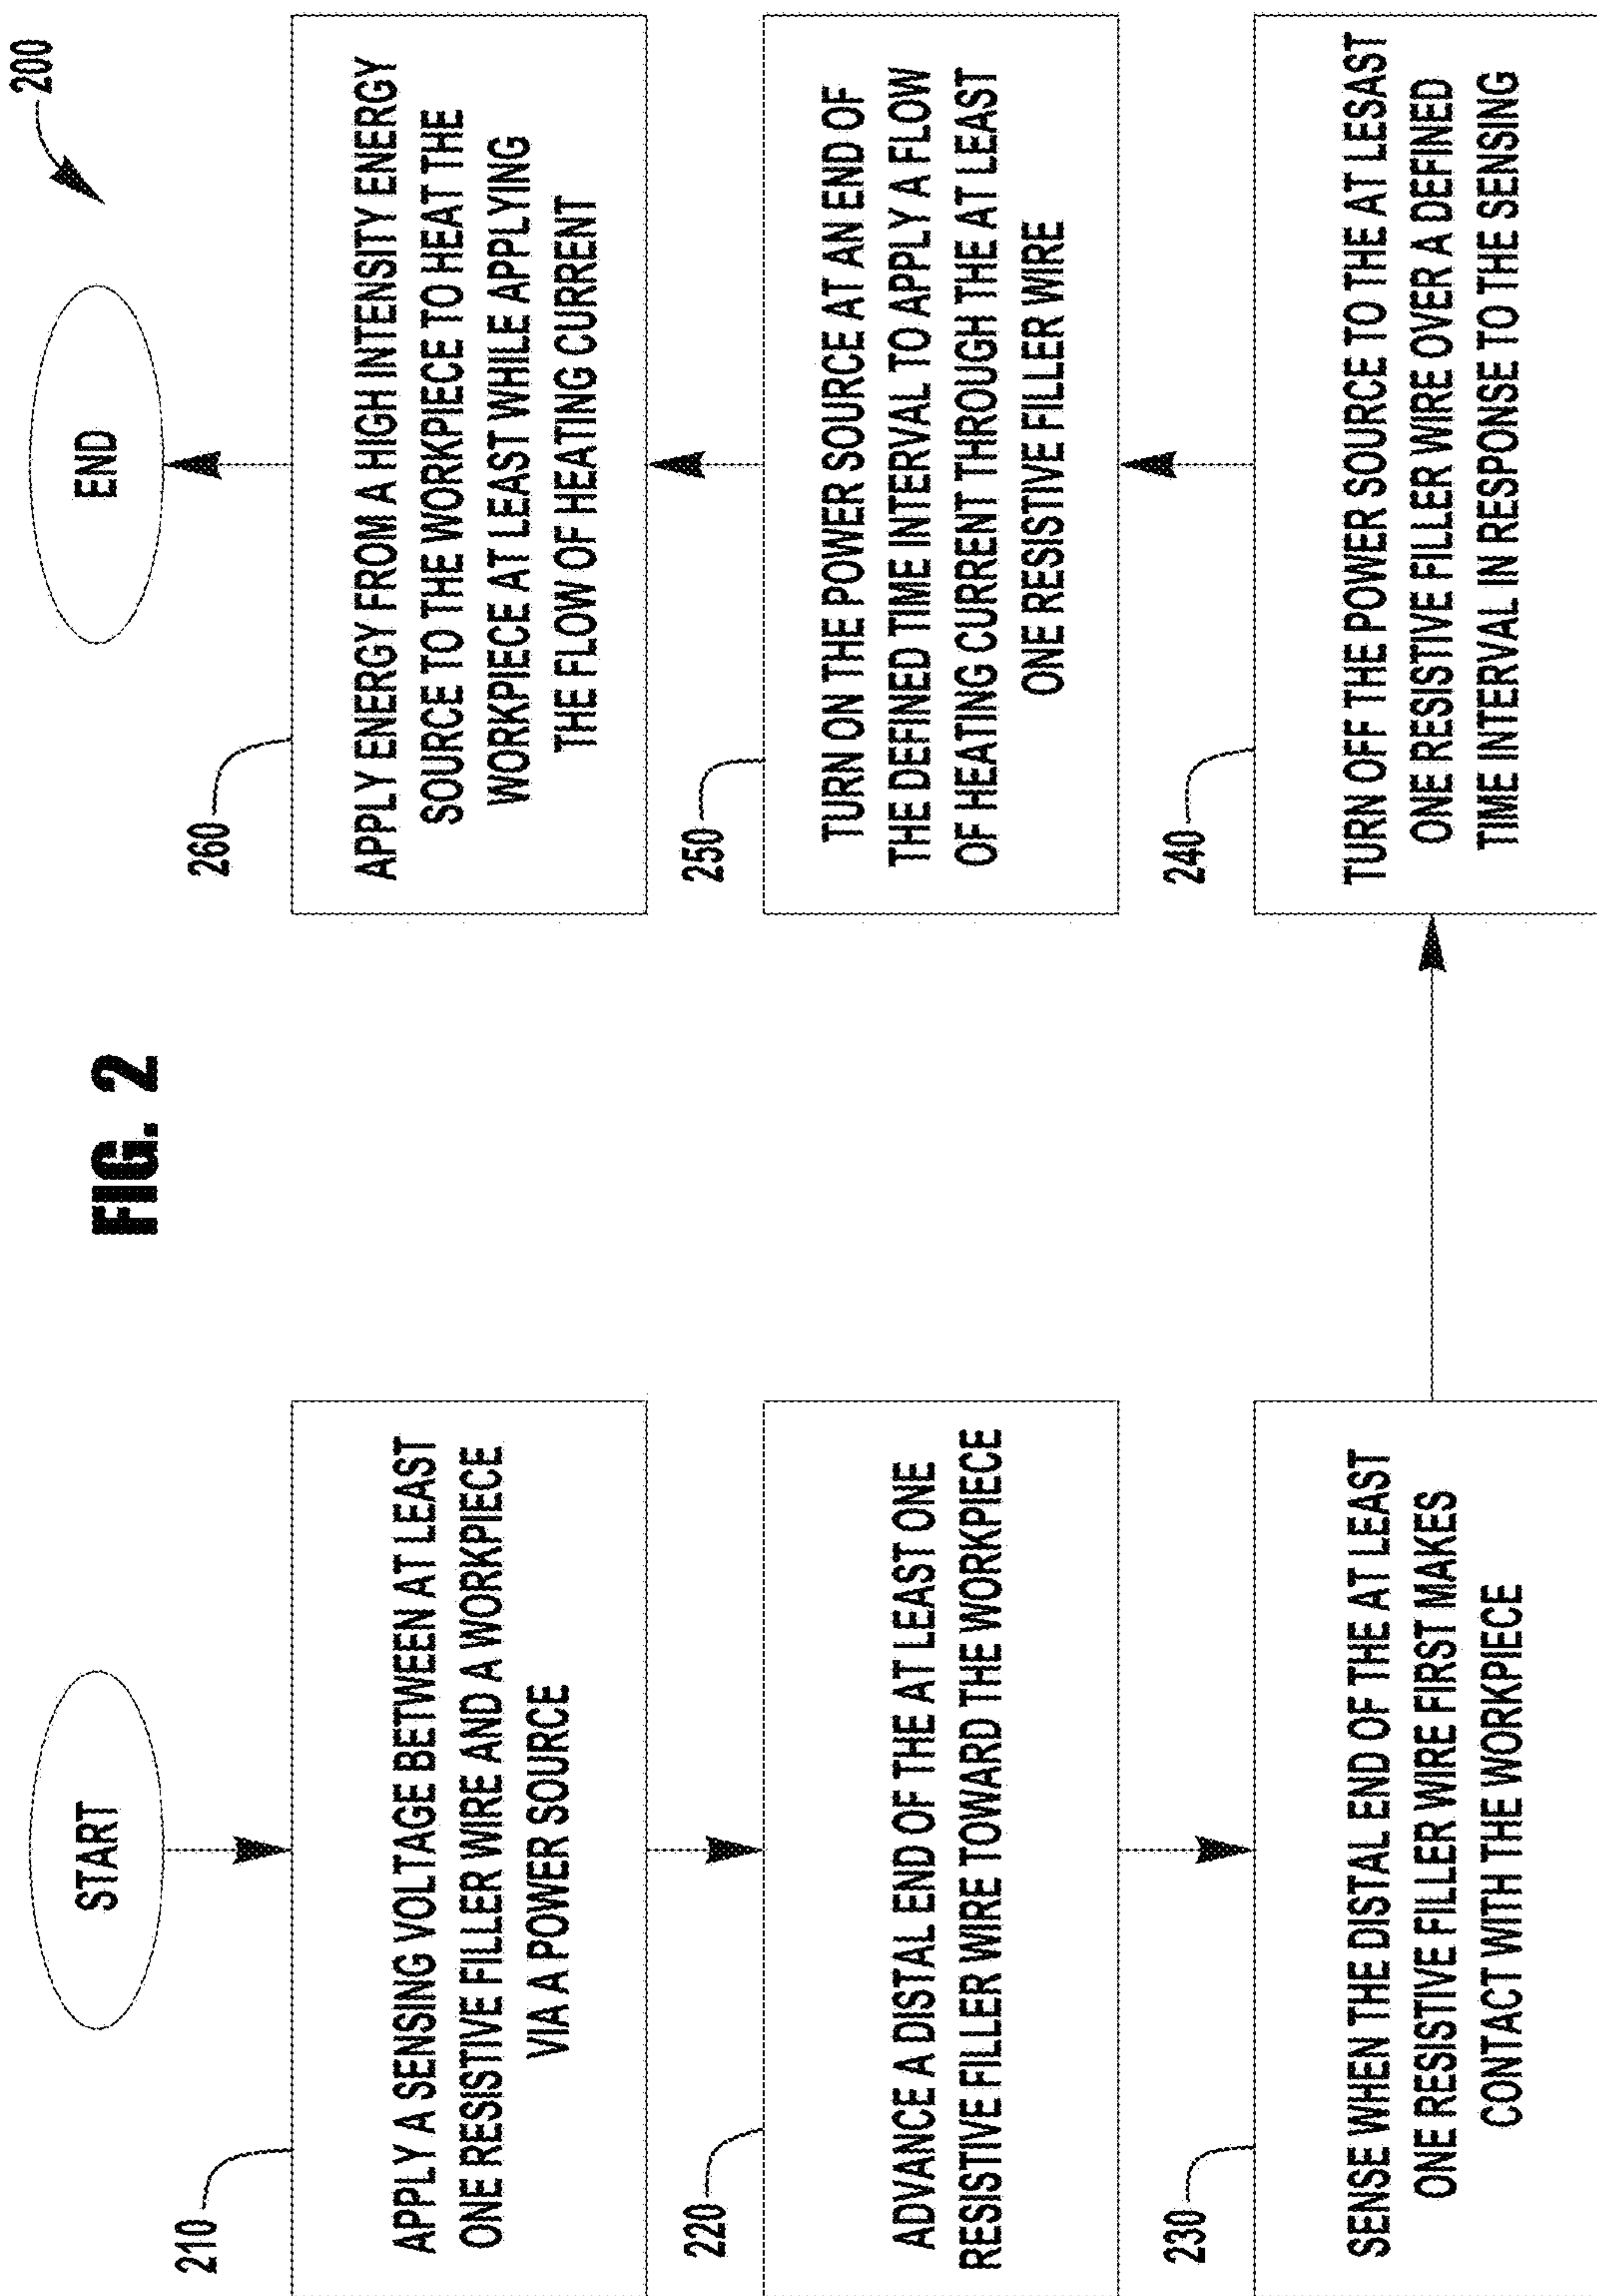 FIG. 2
200
START
210
APPLY A SENSING VOLTAGE BETWEEN AT LEAST
ONE RESISTIVE FILLER WIRE AND A WORKPIECE
VIA A POWER SOURCE
220
ADVANCE A DISTAL END OF THE AT LEAST ONE
RESISTIVE FILLER WIRE TOWARD THE WORKPIECE
230
SENSE WHEN THE DISTAL END OF THE AT LEAST
ONE RESISTIVE FILLER WIRE FIRST MAKES
CONTACT WITH THE WORKPIECE
240
TURN OFF THE POWER SOURCE TO THE AT LESAST
ONE RESISTIVE FILLER WIRE OVER A DEFINED
TIME INTERVAL IN RESPONSE TO THE SENSING
250
TURN ON THE POWER SOURCE AT AN END OF
THE DEFINED TIME INTERVAL TO APPLY A FLOW
OF HEATING CURRENT THROUGH THE AT LEAST
ONE RESISTIVE FILLER WIRE
260
APPLY ENERGY FROM A HIGH INTENSITY ENERGY
SOURCE TO THE WORKPIECE TO HEAT THE
WORKPIECE AT LEAST WHILE APPLYING
THE FLOW OF HEATING CURRENT
END